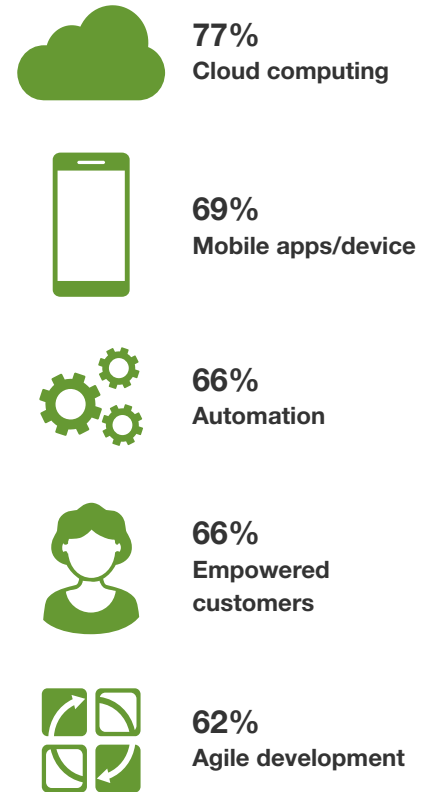 77%
Cloud computing
69%
Mobile apps/device
66%
Automation
66%
Empowered
customers
62%
Agile development